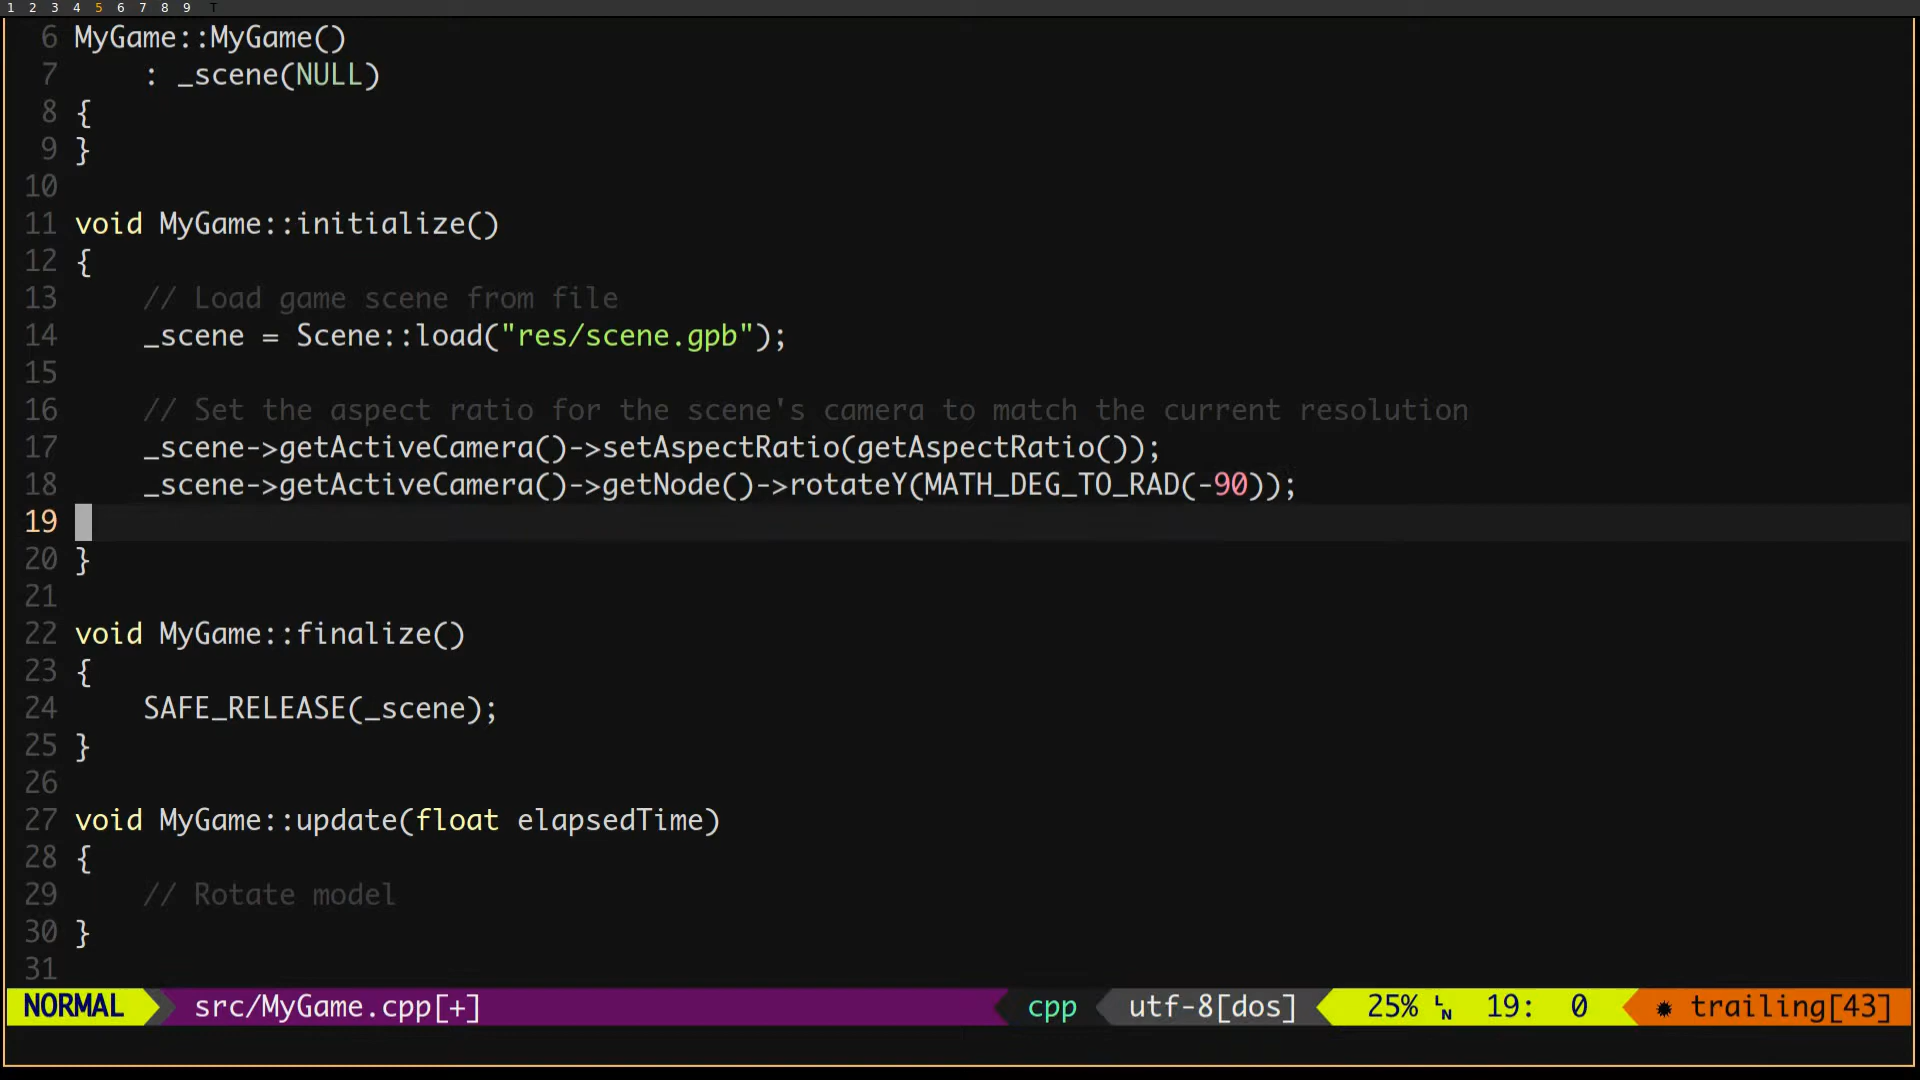 1 2 3 4 5 6 7 8 9 T
6 MyGame::MyGame()
7     : _scene(NULL)
8 {
9 }
10
11 void MyGame::initialize()
12 {
13     // Load game scene from file
14     _scene = Scene::load("res/scene.gpb");
15
16     // Set the aspect ratio for the scene's camera to match the current resolution
17     _scene->getActiveCamera()->setAspectRatio(getAspectRatio());
18     _scene->getActiveCamera()->getNode()->rotateY(MATH_DEG_TO_RAD(-90));
19
20 }
21
22 void MyGame::finalize()
23 {
24     SAFE_RELEASE(_scene);
25 }
26
27 void MyGame::update(float elapsedTime)
28 {
29     // Rotate model
30 }
31
NORMAL src/MyGame.cpp[+] cpp utf-8[dos] 25% ␤ 19: 0 ✹ trailing[43]